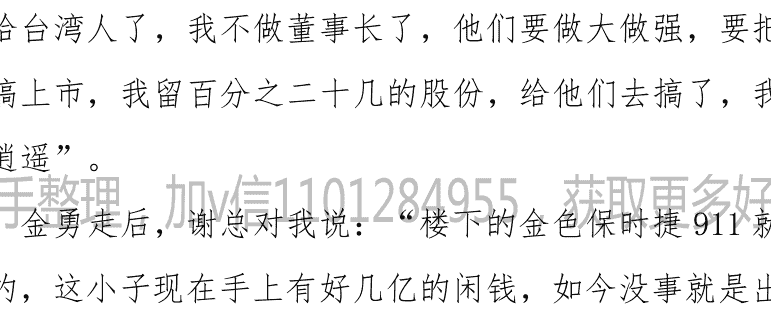 给台湾人了，我不做董事长了，他们要做大做强，要把
搞上市，我留百分之二十几的股份，给他们去搞了，我
逍遥”。
手整理，加v信1101284955，获取更多好
金勇走后，谢总对我说：“楼下的金色保时捷911就
的，这小子现在手上有好几亿的闲钱，如今没事就是出